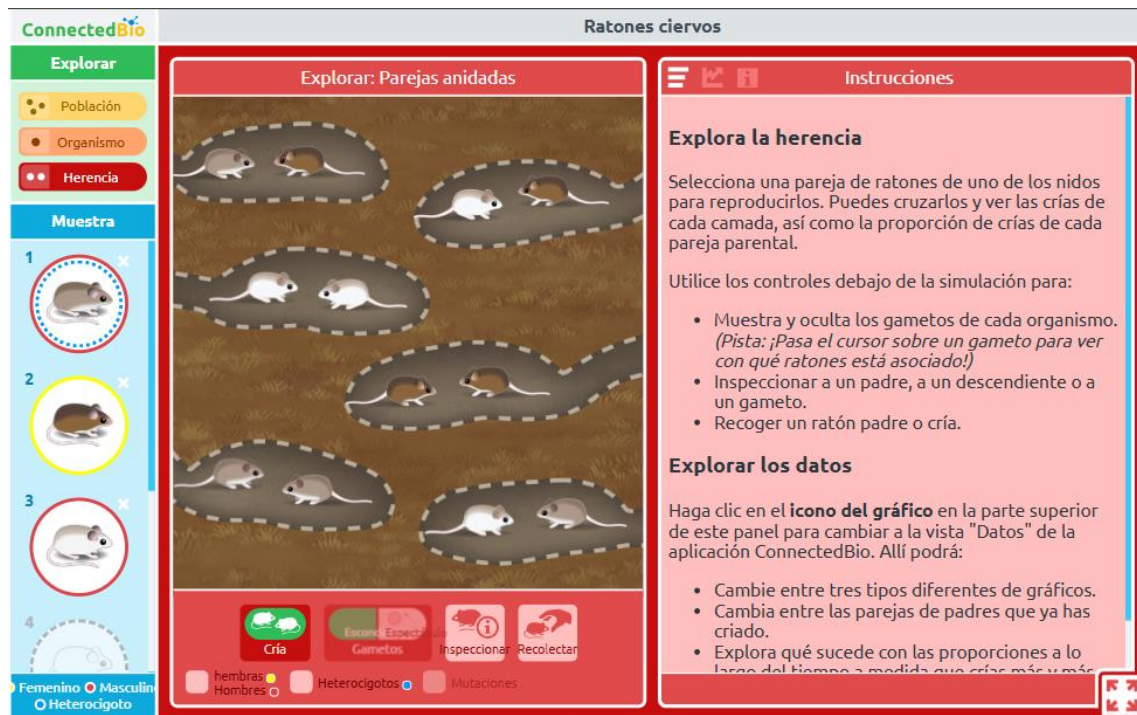 ConnectedBio
Ratones ciervos
Explorar
Población
Organismo
Herencia
Muestra
1
2
3
4
Femenino Masculin
Heterocigoto
Explorar: Parejas anidadas
Cría
Gametos
Inspeccionar
Recolectar
hembras
Hombres
Heterocigotos
Mutaciones
Instrucciones
Explora la herencia
Selecciona una pareja de ratones de uno de los nidos
para reproducirlos. Puedes cruzarlos y ver las crías de
cada camada, así como la proporción de crías de cada
pareja parental.
Utilice los controles debajo de la simulación para:
• Muestra y oculta los gametos de cada organismo.
(Pista: ¡Pasa el cursor sobre un gameto para ver
con qué ratones está asociado!)
• Inspeccionar a un padre, a un descendiente o a
un gameto.
• Recoger un ratón padre o cría.
Explorar los datos
Haga clic en el icono del gráfico en la parte superior
de este panel para cambiar a la vista "Datos" de la
aplicación ConnectedBio. Allí podrá:
• Cambie entre tres tipos diferentes de gráficos.
• Cambia entre las parejas de padres que ya has
criado.
• Explora qué sucede con las proporciones a lo
largo del tiempo a medida que crías más y más